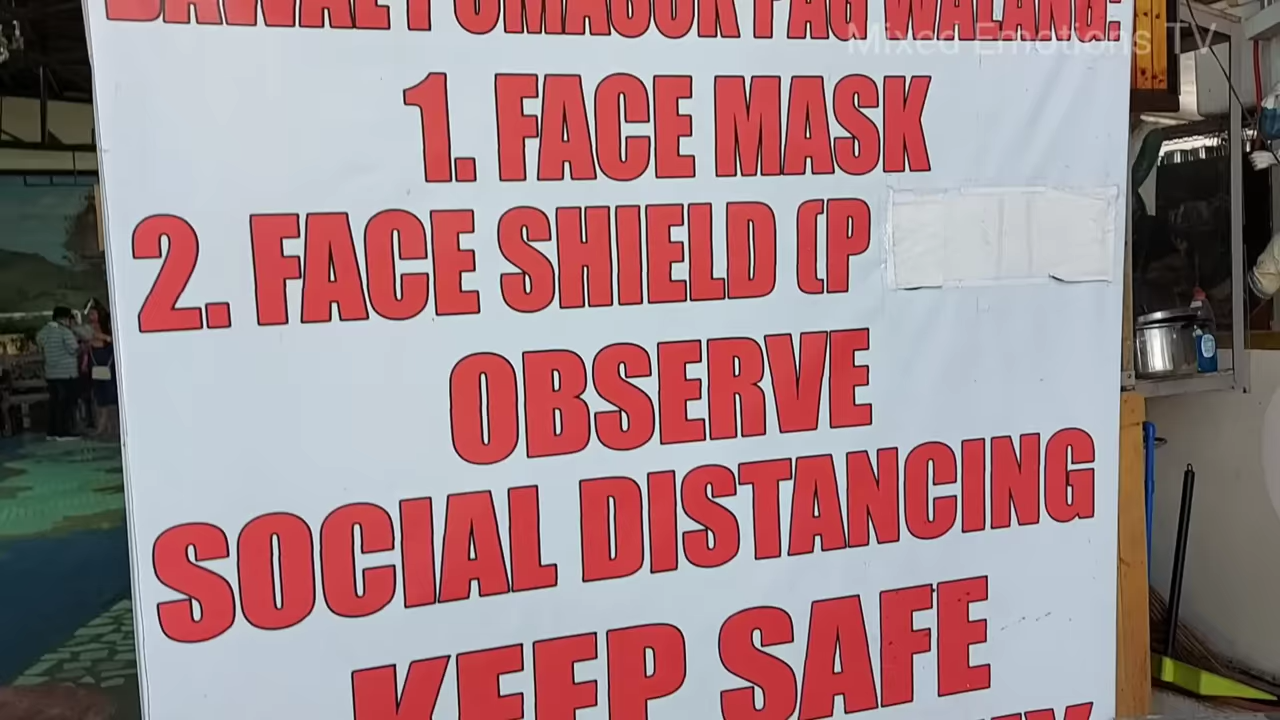 BAWAL PUMASOK PAG WALANG:
Mixed Emotions TV
1. FACE MASK
2. FACE SHIELD (P
OBSERVE
SOCIAL DISTANCING
KEEP SAFE